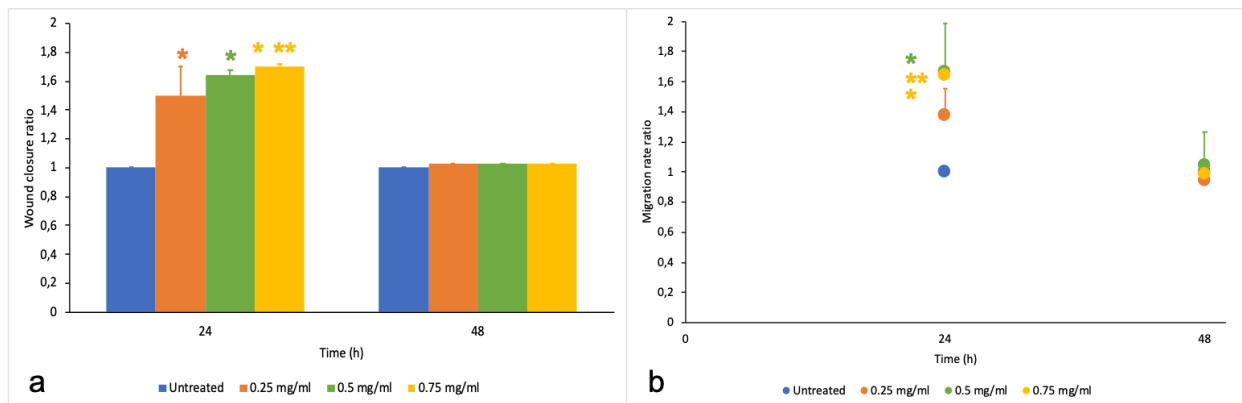 2
1,8
1,6
1,4
1,2
1
0,8
0,6
0,4
0,2
0
Wound closure ratio
* * * **
24 48
Time (h)
a
Untreated 0.25 mg/ml 0.5 mg/ml 0.75 mg/ml
2
1,8
1,6
1,4
1,2
1
0,8
0,6
0,4
0,2
0
Migration rate ratio
*
**
*
0 24 48
Time (h)
b
Untreated 0.25 mg/ml 0.5 mg/ml 0.75 mg/ml